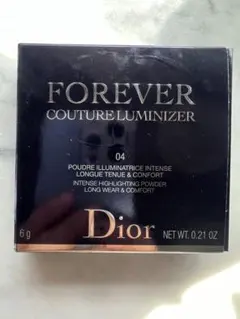 FOREVER
COUTURE LUMINIZER
04
POUDRE ILLUMINATRICE INTENSE
LONGUE TENUE & CONFORT
INTENSE HIGHLIGHTING POWDER
LONG WEAR & COMFORT
6 g Dior NET WT. 0.21 OZ